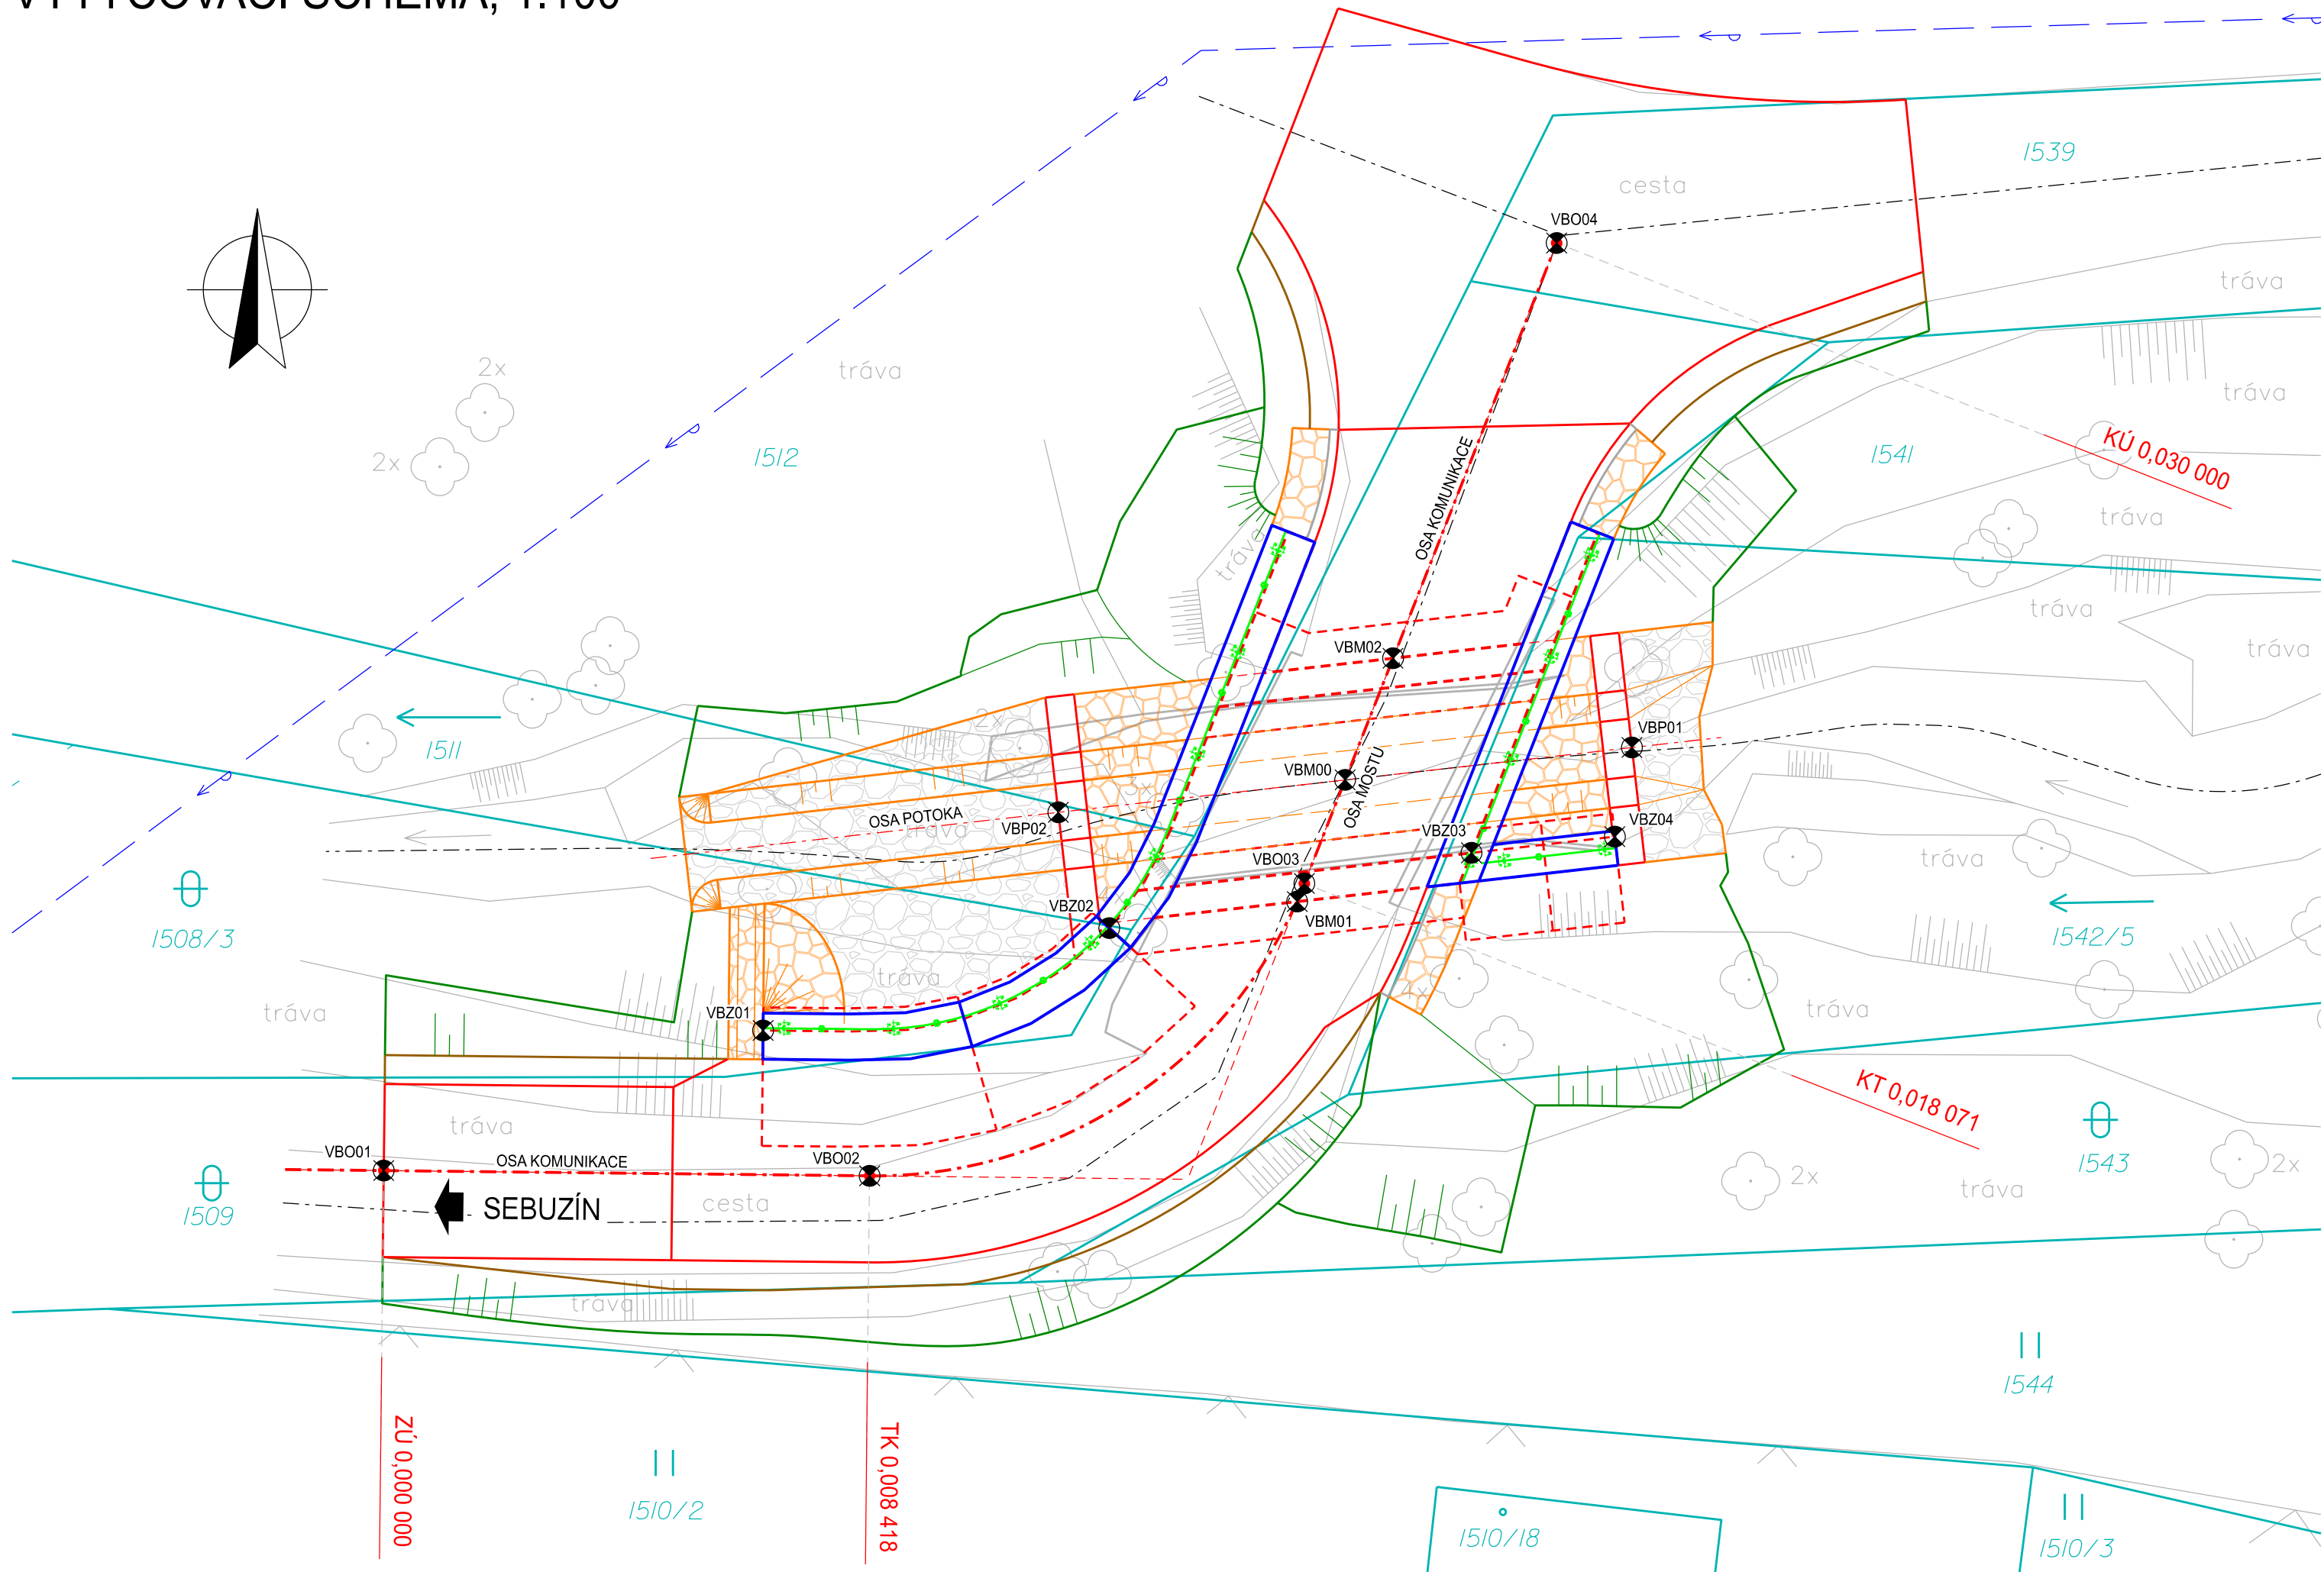 VYTYČOVACÍ SCHÉMA, 1:100
1539
cesta
VBO04
tráva
2x
tráva
tráva
2x
1512
1541
KÚ 0,030 000
OSA KOMUNIKACE
tráva
tráva
tráva
VBM02
tráva
2x
1511
VBP01
VBM00
OSA MOSTU
OSA POTOKA
tráva
VBP02
VBZ03
VBZ04
VBO03
tráva
VBZ02
VBM01
1508/3
1542/5
tráva
tráva
VBZ01
tráva
KT 0,018 071
tráva
VBO01
OSA KOMUNIKACE
VBO02
1543
2x
2x
1509
SEBUZÍN
cesta
tráva
tráva
1544
ZÚ 0,000 000
TK 0,008 418
1510/2
1510/18
1510/3